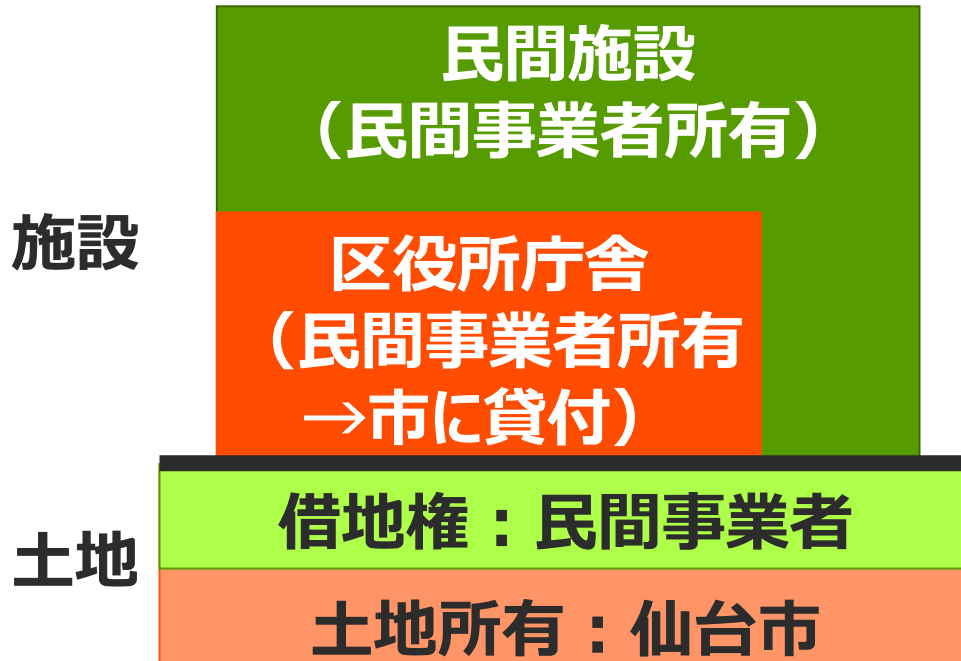 民間施設
（民間事業者所有）
施設
区役所庁舎
（民間事業者所有
→市に貸付）
借地権：民間事業者
土地
土地所有：仙台市